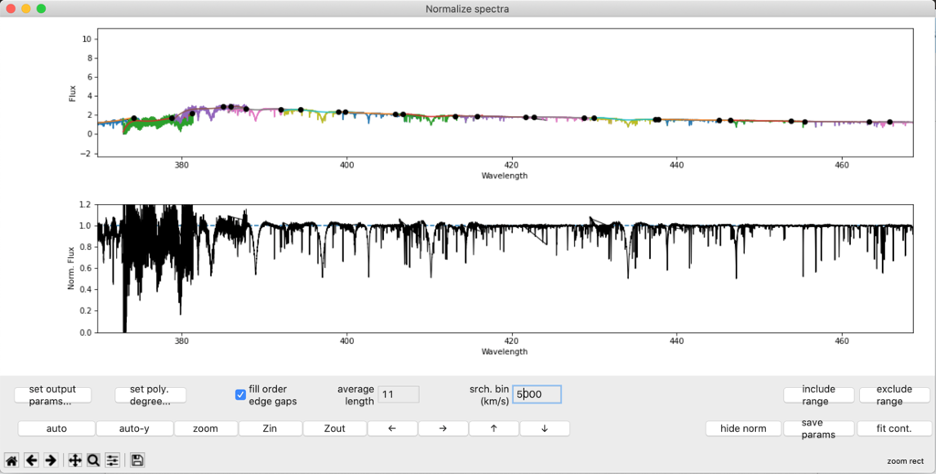 Normalize spectra
10
8
6
4
2
0
−2
Flux
380
400
420
440
460
Wavelength
1.2
1.0
0.8
0.6
0.4
0.2
0.0
Norm. Flux
380
400
420
440
460
Wavelength
set output
params...
set poly.
degree...
fill order
edge gaps
average
length
11
srch. bin
(km/s)
5000
include
range
exclude
range
auto
auto-y
zoom
Zin
Zout
←
→
↑
↓
hide norm
save
params
fit cont.
zoom rect